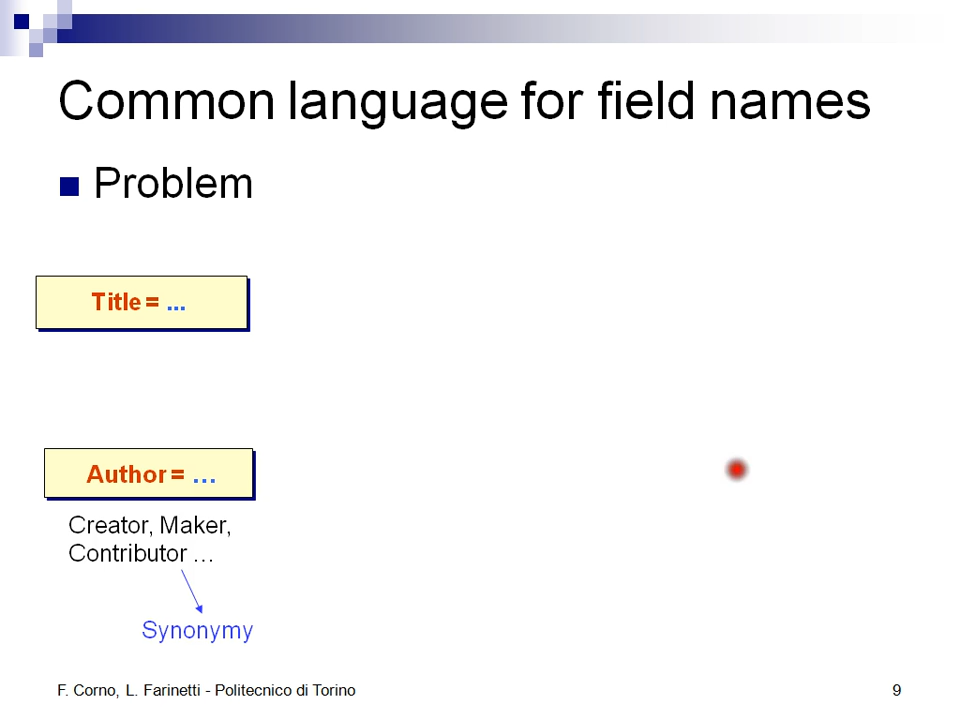 Common language for field names
Problem
Title = ...
Author = ...
Creator, Maker,
Contributor ...
Synonymy
F. Corno, L. Farinetti - Politecnico di Torino
9